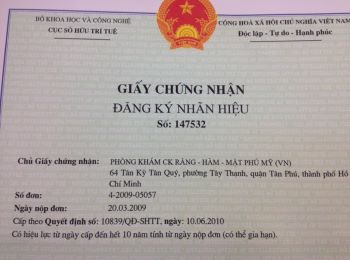 BỘ KHOA HỌC VÀ CÔNG NGHỆ
CỤC SỞ HỮU TRÍ TUỆ
CỘNG HOÀ XÃ HỘI CHỦ NGHĨA VIỆT NAM
Độc lập - Tự do - Hạnh phúc
GIẤY CHỨNG NHẬN
ĐĂNG KÝ NHÃN HIỆU
Số: 147532
Chủ Giấy chứng nhận: PHÒNG KHÁM CK RĂNG - HÀM - MẶT PHÚ MỸ (VN)
64 Tân Kỳ Tân Quý, phường Tây Thạnh, quận Tân Phú, thành phố Hồ
Chí Minh
Số đơn: 4-2009-05057
Ngày nộp đơn: 20.03.2009
Cấp theo Quyết định số: 10839/QĐ-SHTT, ngày: 10.06.2010
Có hiệu lực từ ngày cấp đến hết 10 năm tính từ ngày nộp đơn (có thể gia hạn).